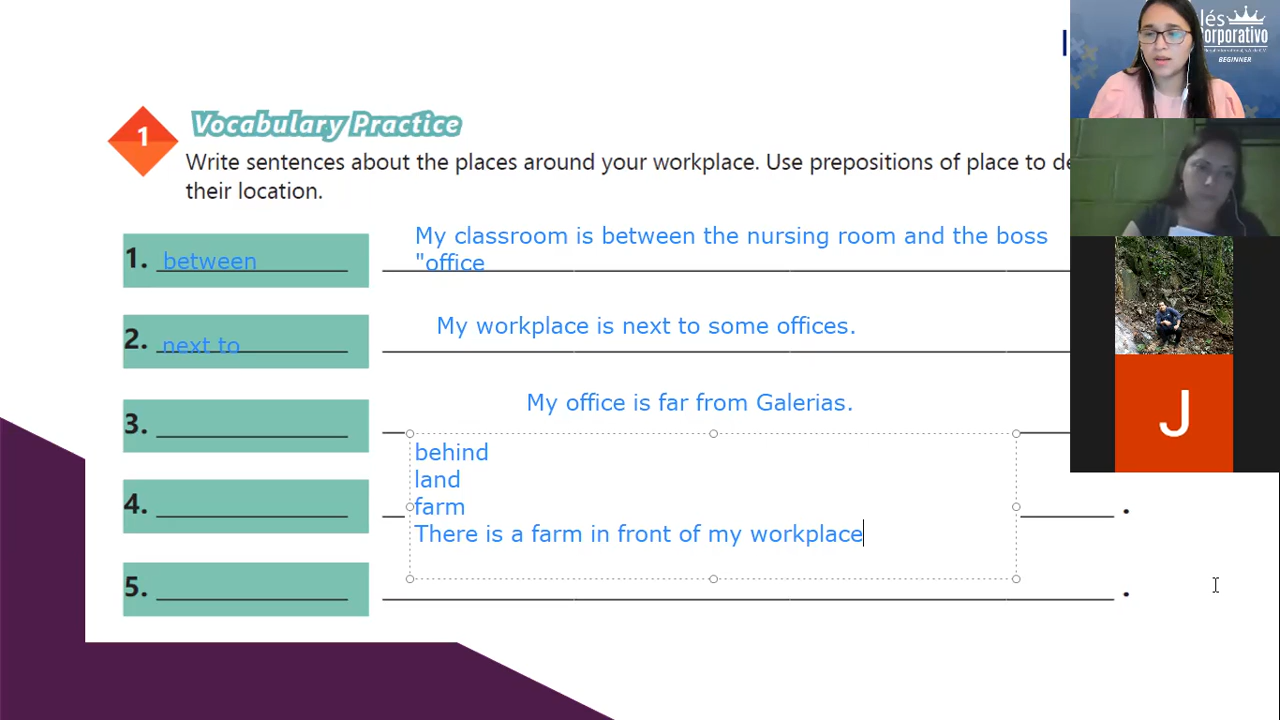 lés
Corporativo
BEGINNER
1 Vocabulary Practice
Write sentences about the places around your workplace. Use prepositions of place to de
their location.
1. between My classroom is between the nursing room and the boss
"office
2. next to My workplace is next to some offices.
3. My office is far from Galerias.
behind
land
4. farm .
There is a farm in front of my workplace
5. .
J